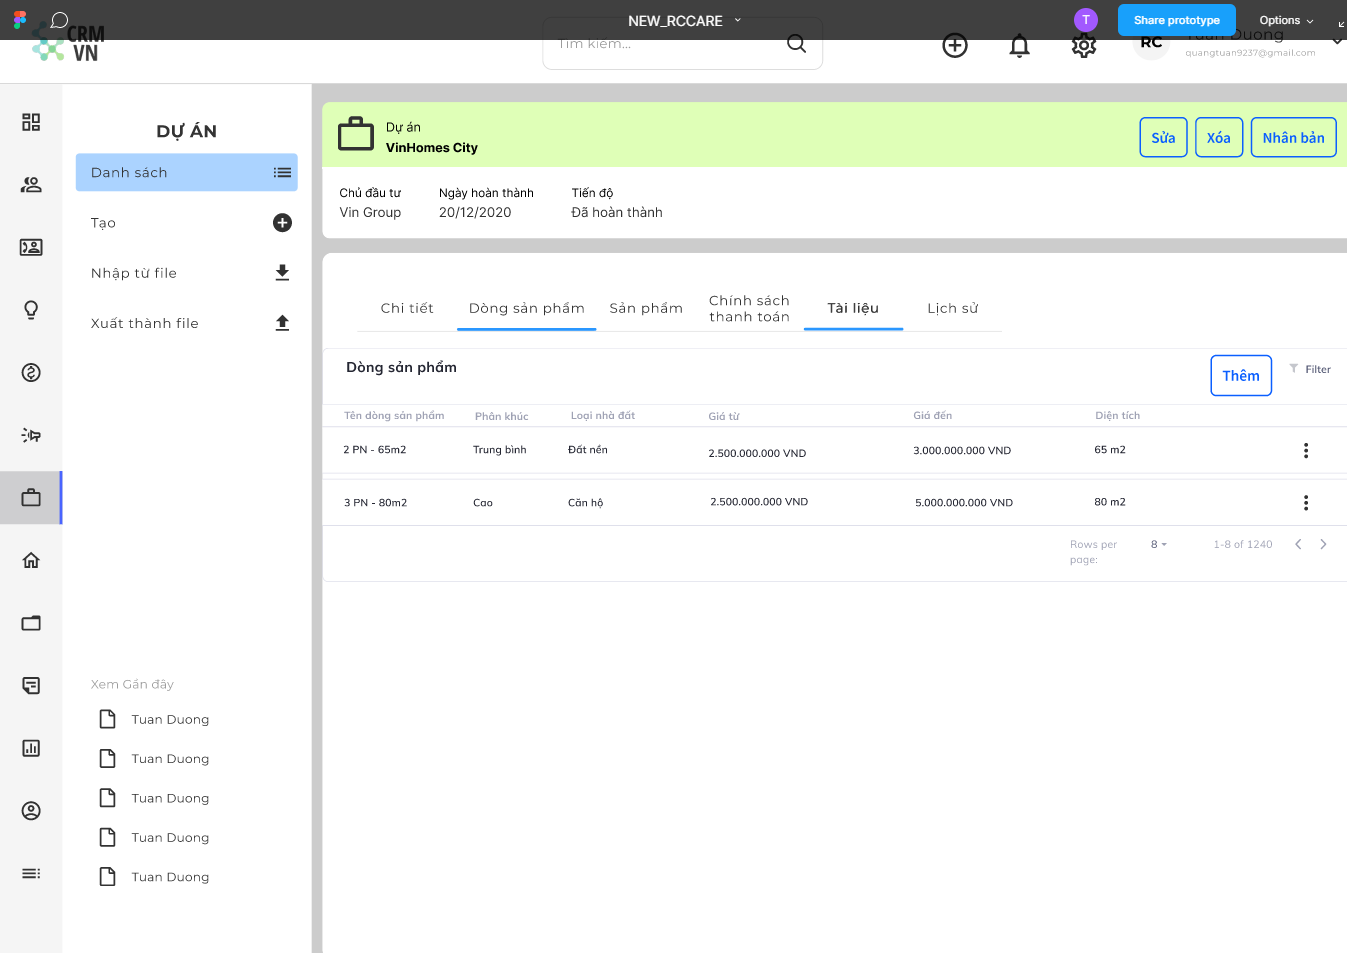 NEW_RCCARE
T
Share prototype
Options
CRM
VN
Tìm kiếm...
RC
Tuan Duong
quangtuan9237@gmail.com
DỰ ÁN
Danh sách
Tạo
Nhập từ file
Xuất thành file
Xem Gần đây
Tuan Duong
Tuan Duong
Tuan Duong
Tuan Duong
Tuan Duong
Dự án
VinHomes City
Sửa
Xóa
Nhân bản
Chủ đầu tư
Ngày hoàn thành
Tiến độ
Vin Group
20/12/2020
Đã hoàn thành
Chi tiết
Dòng sản phẩm
Sản phẩm
Chính sách
thanh toán
Tài liệu
Lịch sử
Dòng sản phẩm
Thêm
Filter
Tên dòng sản phẩm
Phân khúc
Loại nhà đất
Giá từ
Giá đến
Diện tích
2 PN - 65m2
Trung bình
Đất nền
2.500.000.000 VND
3.000.000.000 VND
65 m2
3 PN - 80m2
Cao
Căn hộ
2.500.000.000 VND
5.000.000.000 VND
80 m2
Rows per
page:
8
1-8 of 1240